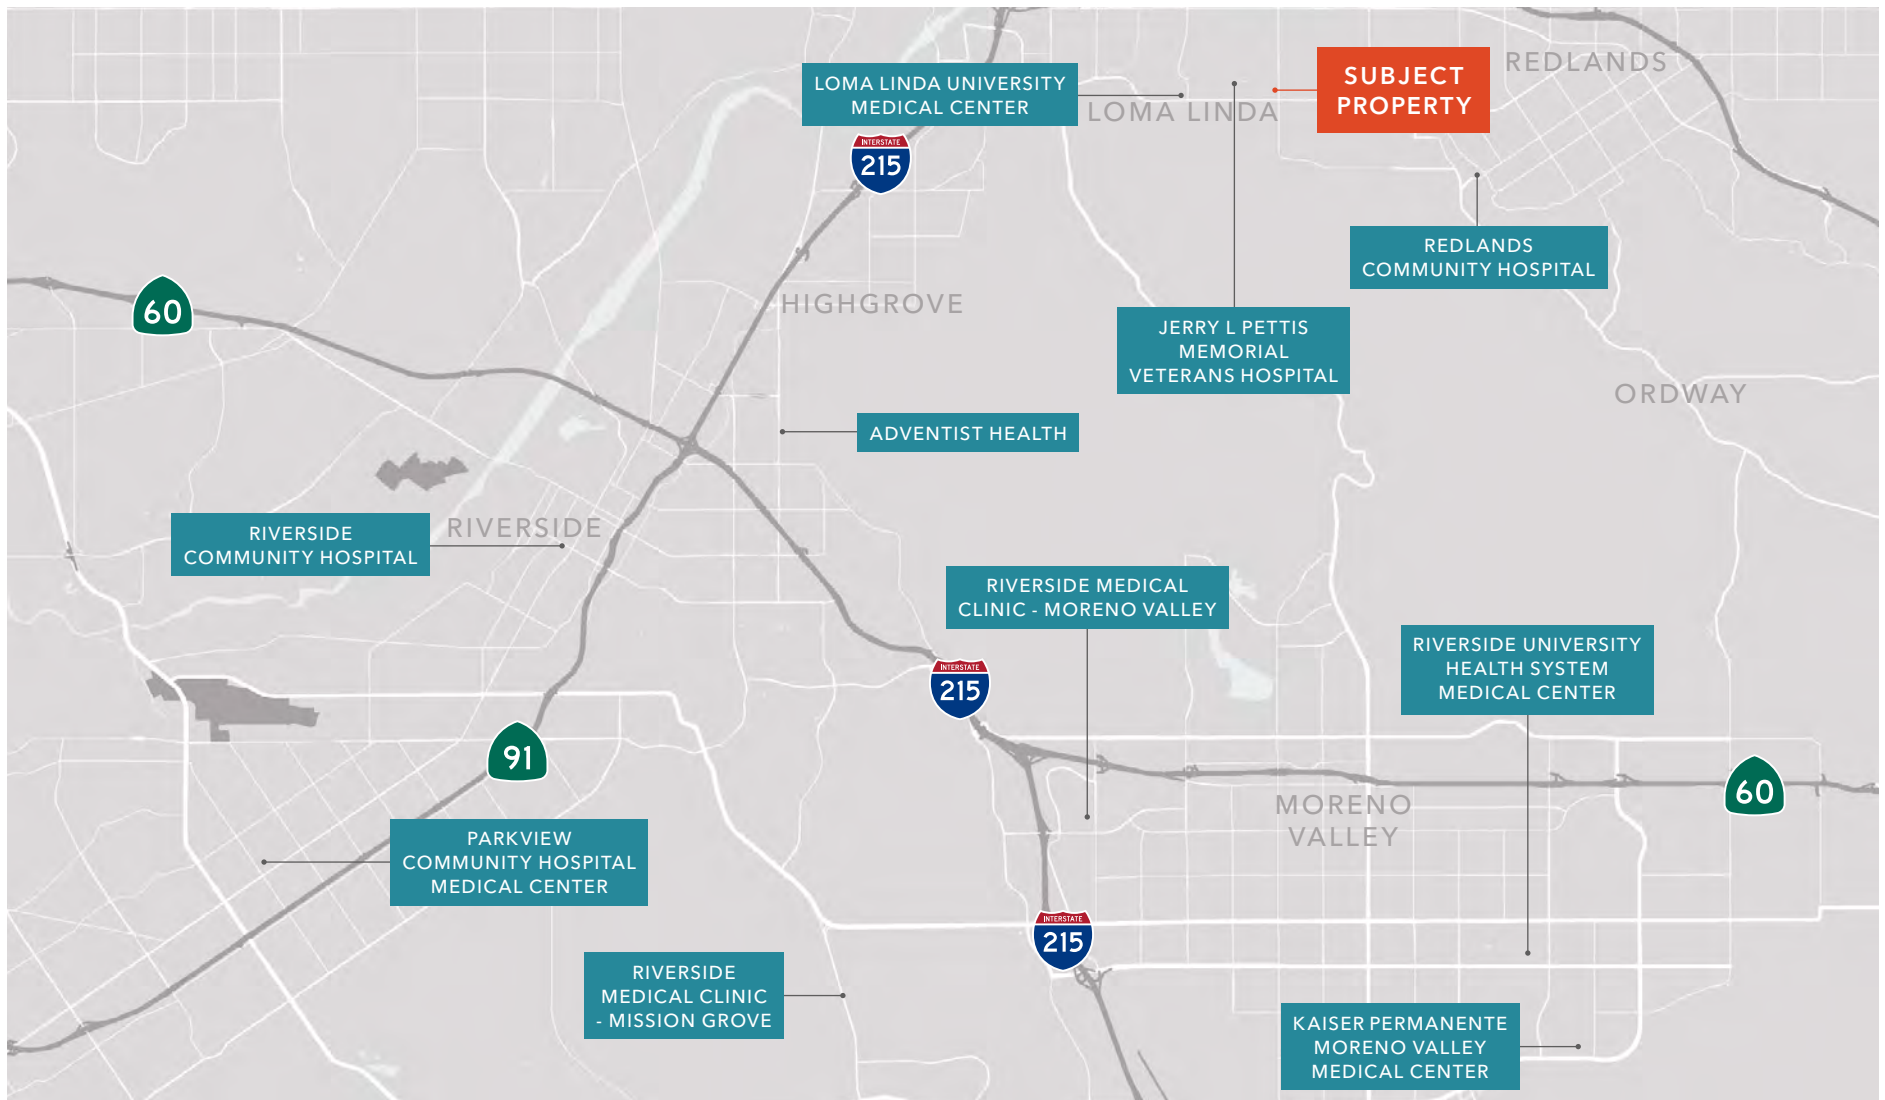 REDLANDS
SUBJECT
PROPERTY
LOMA LINDA UNIVERSITY
MEDICAL CENTER
LOMA LINDA
INTERSTATE
215
REDLANDS
COMMUNITY HOSPITAL
60
HIGHGROVE
JERRY L PETTIS
MEMORIAL
VETERANS HOSPITAL
ORDWAY
ADVENTIST HEALTH
RIVERSIDE
COMMUNITY HOSPITAL
RIVERSIDE
RIVERSIDE MEDICAL
CLINIC - MORENO VALLEY
RIVERSIDE UNIVERSITY
HEALTH SYSTEM
MEDICAL CENTER
INTERSTATE
215
91
60
MORENO
VALLEY
PARKVIEW
COMMUNITY HOSPITAL
MEDICAL CENTER
INTERSTATE
215
RIVERSIDE
MEDICAL CLINIC
- MISSION GROVE
KAISER PERMANENTE
MORENO VALLEY
MEDICAL CENTER